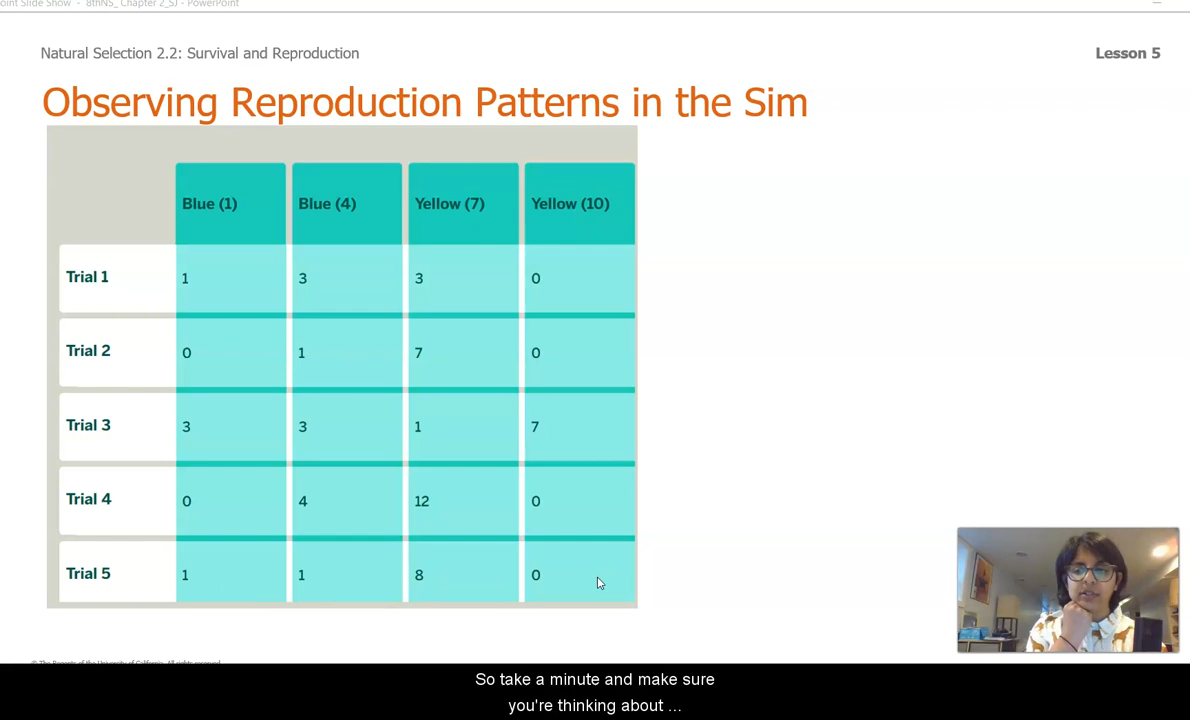 oint Slide Show - 8thNS_ Chapter 2_SJ - PowerPoint
Natural Selection 2.2: Survival and Reproduction
Lesson 5
Observing Reproduction Patterns in the Sim
Blue (1) Blue (4) Yellow (7) Yellow (10)
Trial 1 1 3 3 0
Trial 2 0 1 7 0
Trial 3 3 3 1 7
Trial 4 0 4 12 0
Trial 5 1 1 8 0
© The Regents of the University of California. All rights reserved
So take a minute and make sure
you're thinking about ...